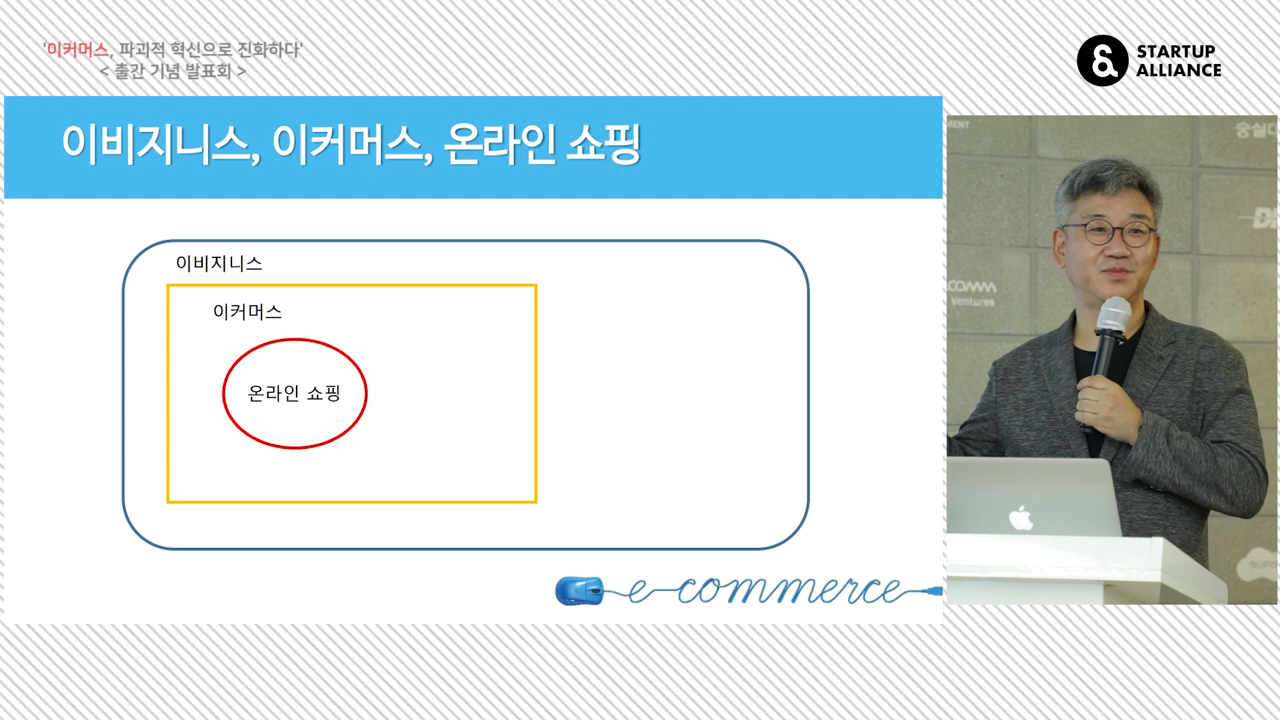 '이커머스, 파괴적 혁신으로 진화하다'
< 출간 기념 발표회 >
STARTUP
ALLIANCE
이비지니스, 이커머스, 온라인 쇼핑
이비지니스
이커머스
온라인 쇼핑
e-commerce
Ventures